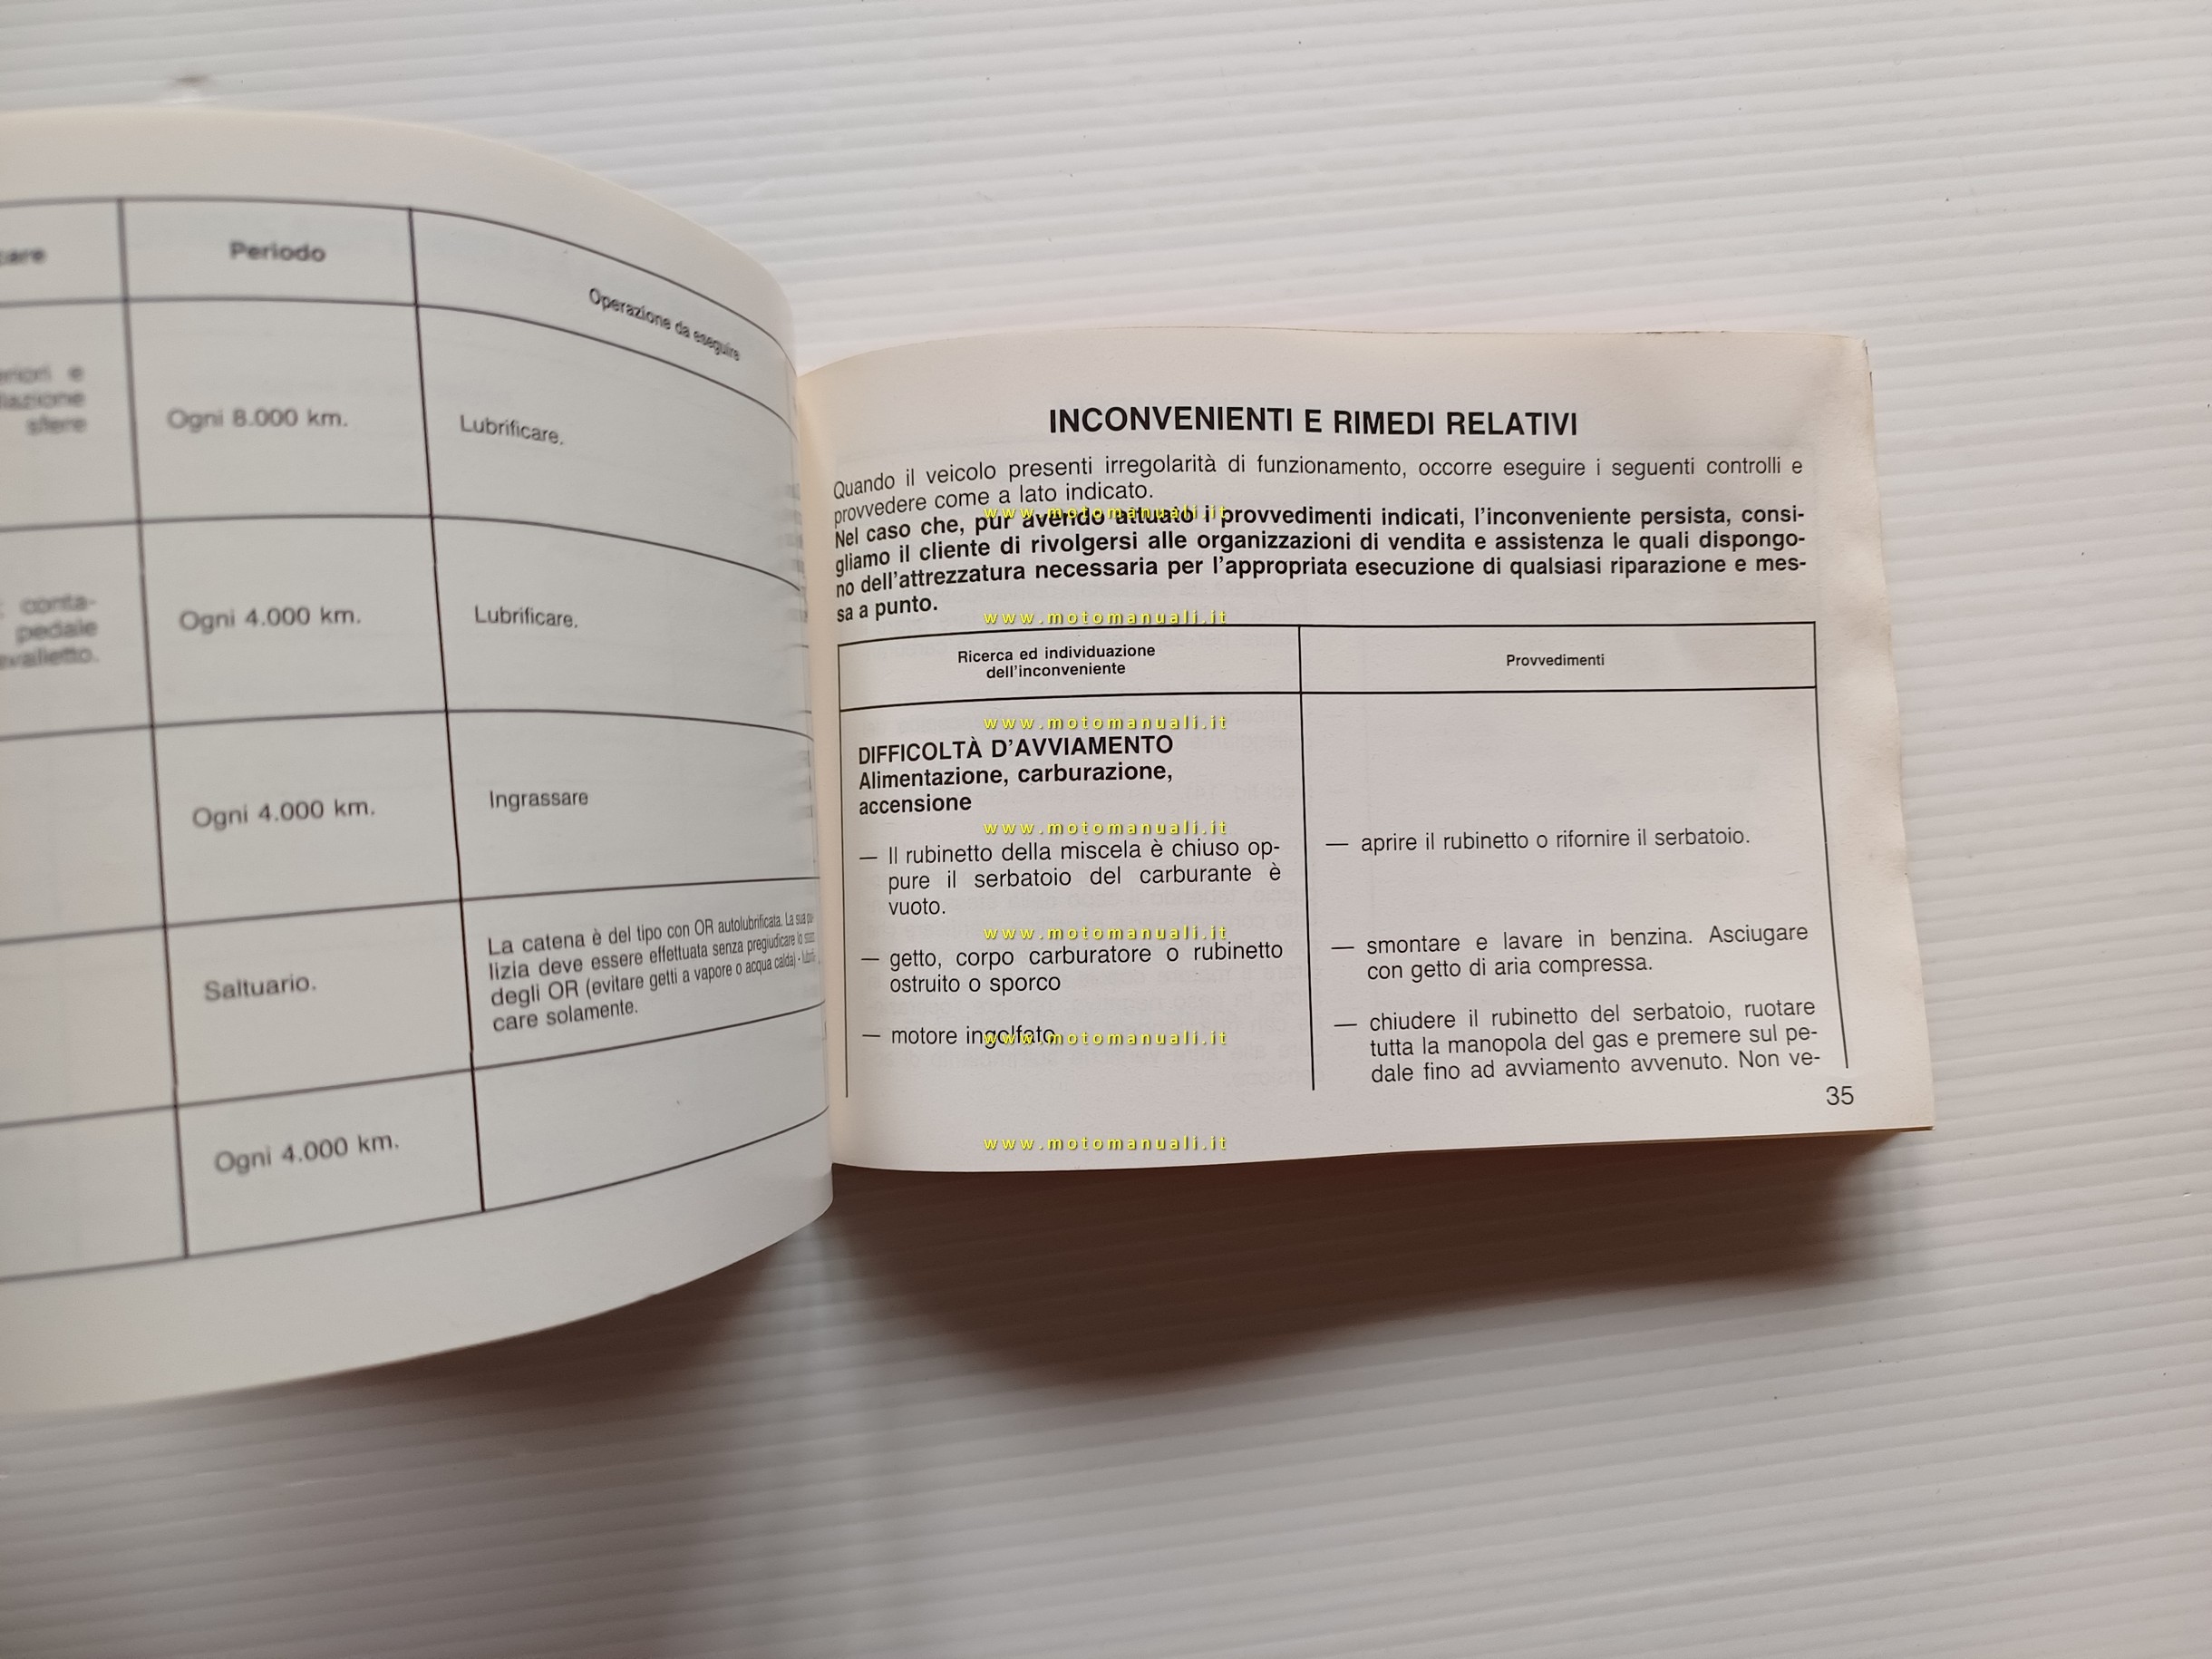 Periodo
Operazione da eseguire
Ogni 8.000 km.
Lubrificare.
sfere
conta-
pedale
Ogni 4.000 km.
Lubrificare.
Ogni 4.000 km.
Ingrassare
Saltuario.
La catena è del tipo con OR autolubrificata. La sua pu-
lizia deve essere effettuata senza pregiudicare lo
degli OR (evitare getti a vapore o acqua calda) - lubrifi-
care solamente.
Ogni 4.000 km.
INCONVENIENTI E RIMEDI RELATIVI
Quando il veicolo presenti irregolarità di funzionamento, occorre eseguire i seguenti controlli e
provvedere come a lato indicato.
Nel caso che, pur avendo attuato i provvedimenti indicati, l'inconveniente persista, consi-
gliamo il cliente di rivolgersi alle organizzazioni di vendita e assistenza le quali dispongo-
no dell'attrezzatura necessaria per l'appropriata esecuzione di qualsiasi riparazione e mes-
sa a punto.
Ricerca ed individuazione
dell'inconveniente
Provvedimenti
DIFFICOLTÀ D'AVVIAMENTO
Alimentazione, carburazione,
accensione
— Il rubinetto della miscela è chiuso op-
pure il serbatoio del carburante è
vuoto.
— aprire il rubinetto o rifornire il serbatoio.
— getto, corpo carburatore o rubinetto
ostruito o sporco
— smontare e lavare in benzina. Asciugare
con getto di aria compressa.
— motore ingolfato
— chiudere il rubinetto del serbatoio, ruotare
tutta la manopola del gas e premere sul pe-
dale fino ad avviamento avvenuto. Non ve-
35
www.motomanuali.it
www.motomanuali.it
www.motomanuali.it
www.motomanuali.it
www.motomanuali.it
www.motomanuali.it
www.motomanuali.it